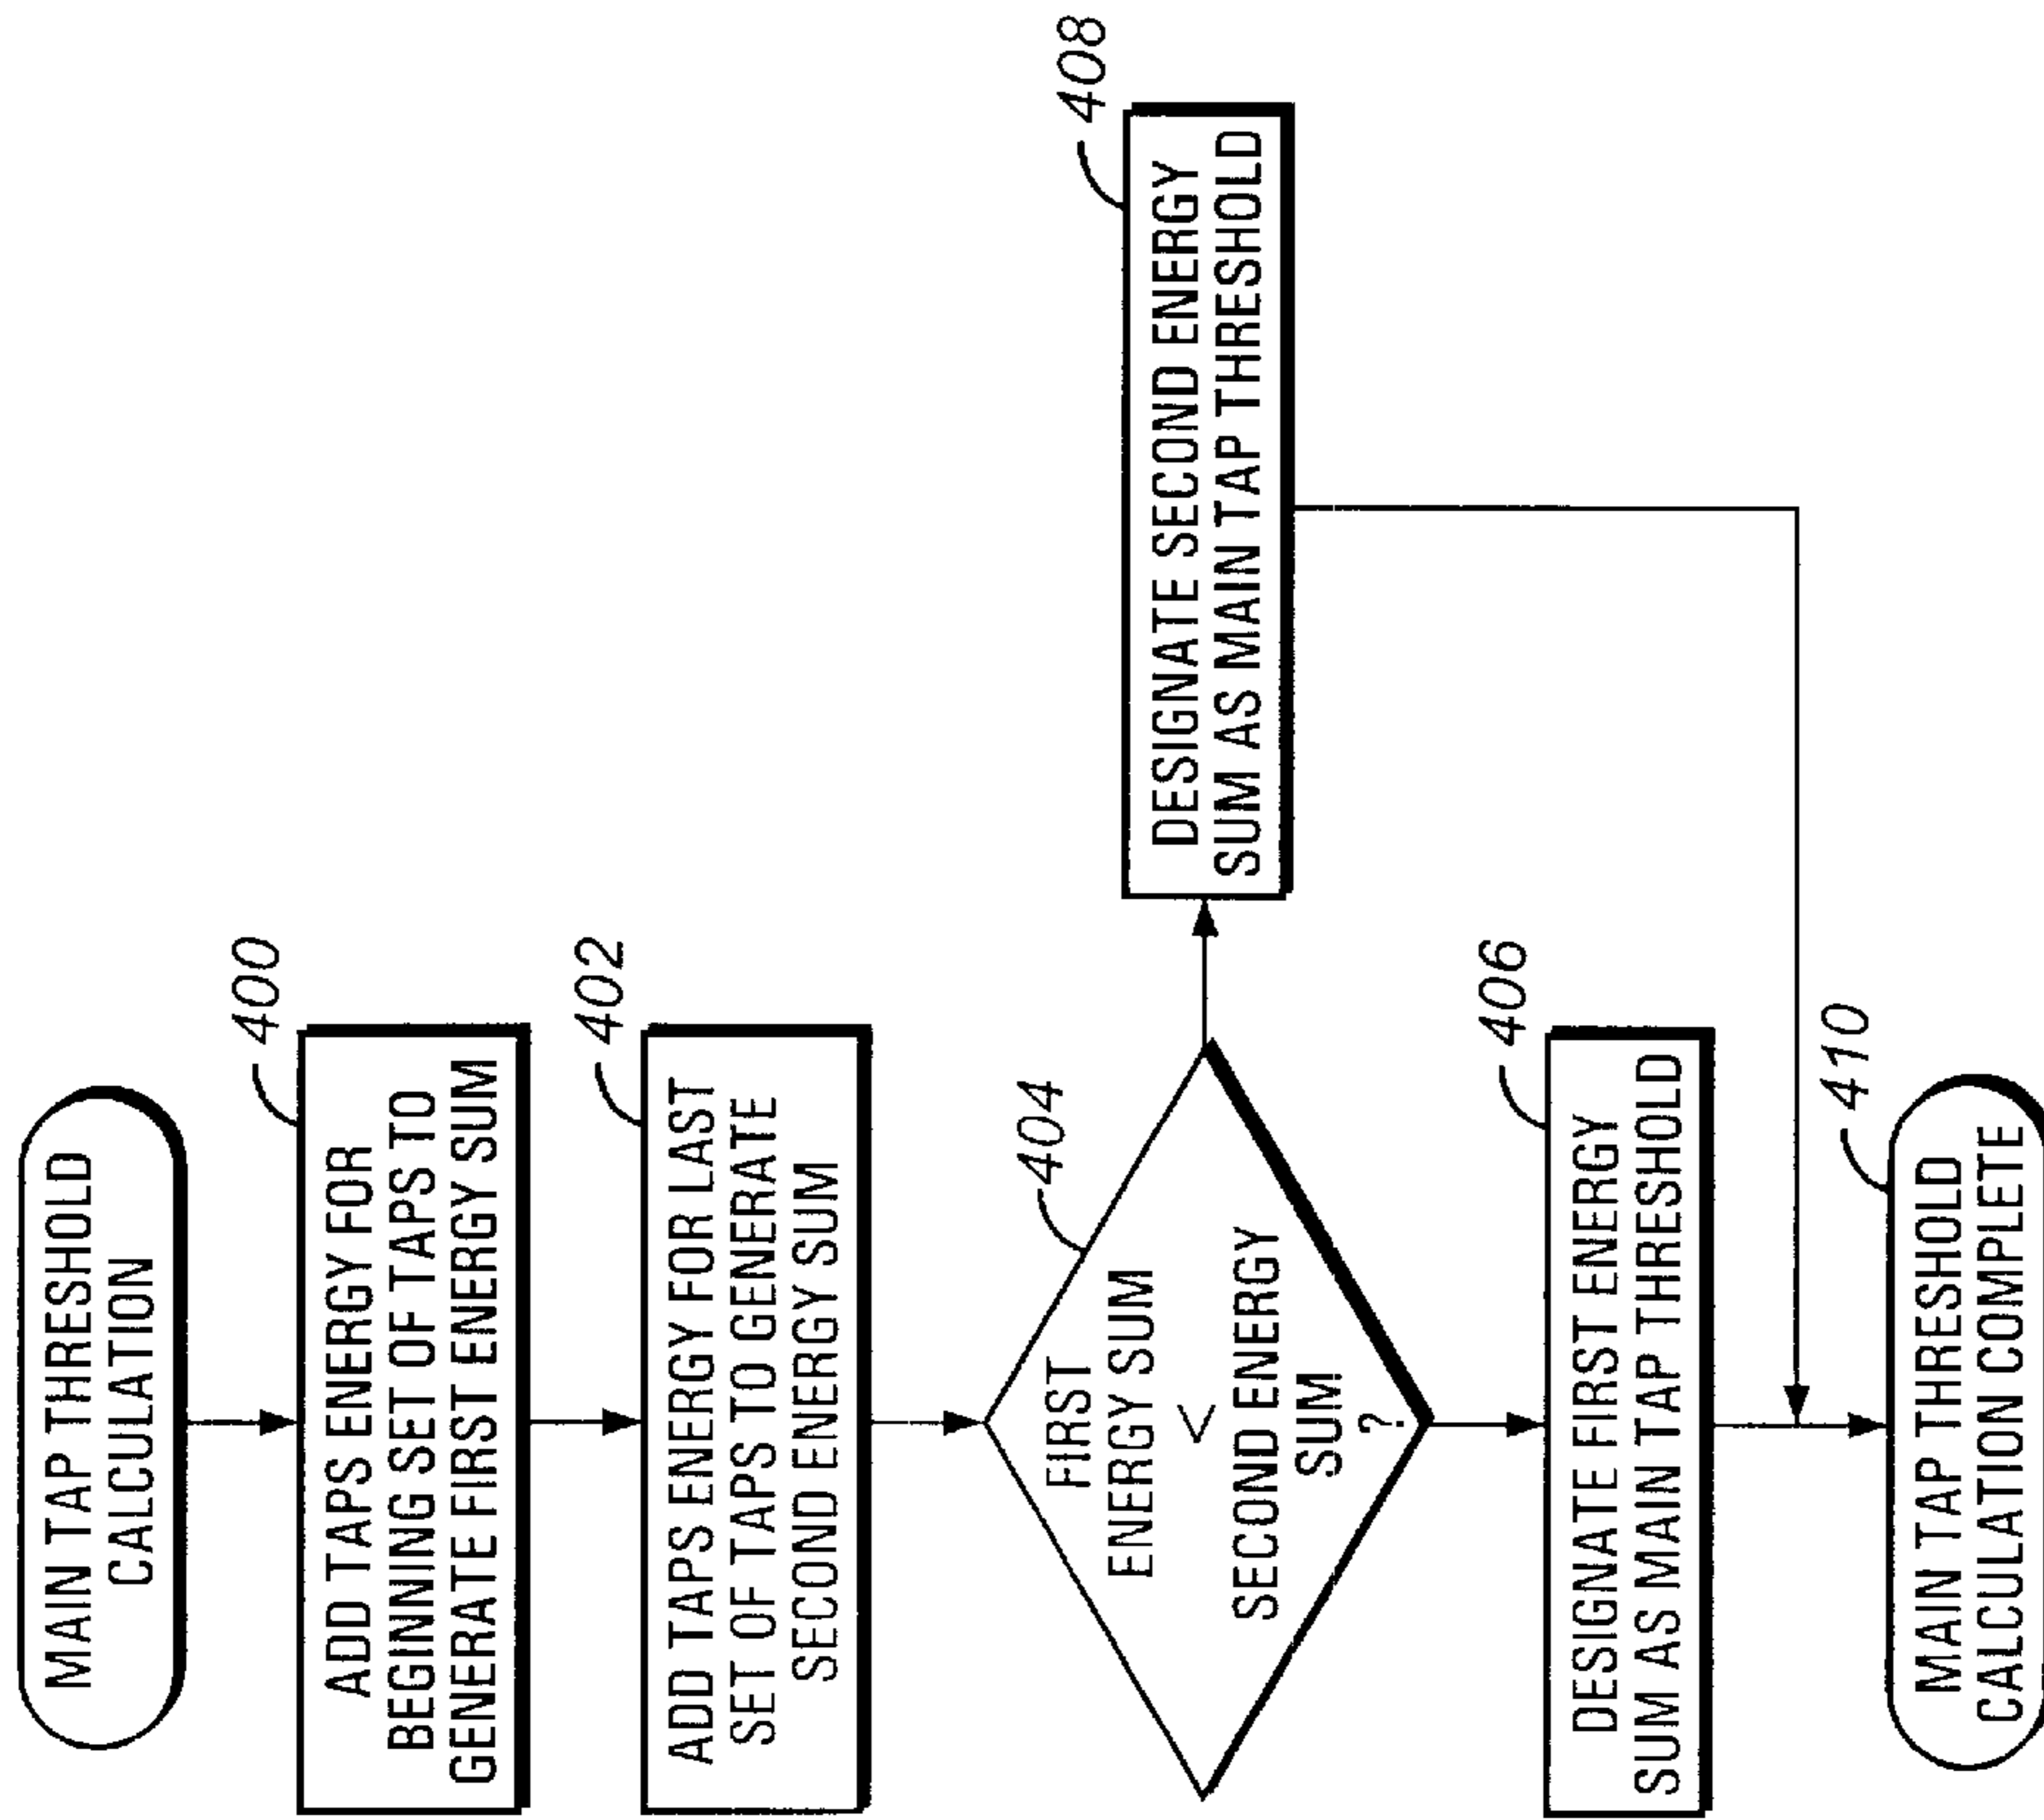 MAIN TAP THRESHOLD
CALCULATION
400
ADD TAPS ENERGY FOR
BEGINNING SET OF TAPS TO
GENERATE FIRST ENERGY SUM
402
ADD TAPS ENERGY FOR LAST
SET OF TAPS TO GENERATE
SECOND ENERGY SUM
404
FIRST
ENERGY SUM
<
SECOND ENERGY
SUM
?
408
DESIGNATE SECOND ENERGY
SUM AS MAIN TAP THRESHOLD
406
DESIGNATE FIRST ENERGY
SUM AS MAIN TAP THRESHOLD
410
MAIN TAP THRESHOLD
CALCULATION COMPLETE